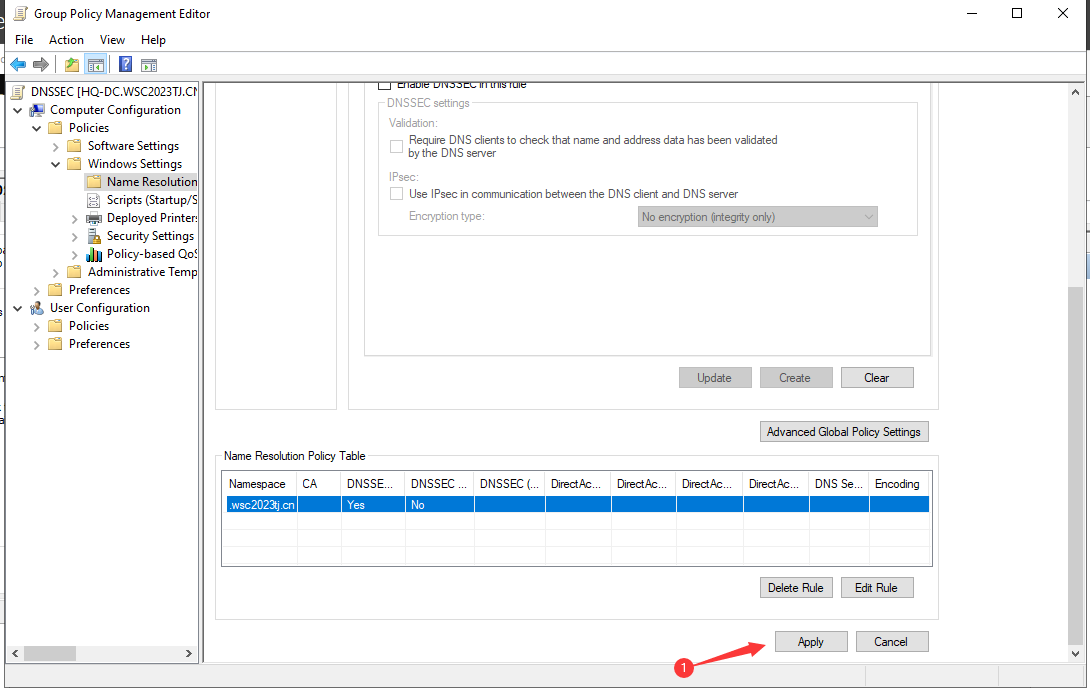 Group Policy Management Editor
File Action View Help
DNSSEC [HQ-DC.WSC2023TJ.CN
Computer Configuration
Policies
Software Settings
Windows Settings
Name Resolution
Scripts (Startup/S
Deployed Printers
Security Settings
Policy-based QoS
Administrative Temp
Preferences
User Configuration
Policies
Preferences
Enable DNSSEC in this rule
DNSSEC settings
Validation:
Require DNS clients to check that name and address data has been validated
by the DNS server
IPsec:
Use IPsec in communication between the DNS client and DNS server
Encryption type: No encryption (integrity only)
Update Create Clear
Advanced Global Policy Settings
Name Resolution Policy Table
Namespace CA DNSSE... DNSSEC ... DNSSEC (... DirectAc... DirectAc... DirectAc... DirectAc... DNS Se... Encoding
.wsc2023tj.cn Yes No
Delete Rule Edit Rule
Apply Cancel
1